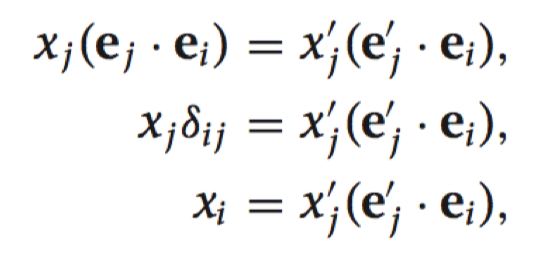 xⱼ(𝐞ⱼ · 𝐞ᵢ) = x′ⱼ(𝐞′ⱼ · 𝐞ᵢ),
xⱼδᵢⱼ = x′ⱼ(𝐞′ⱼ · 𝐞ᵢ),
xᵢ = x′ⱼ(𝐞′ⱼ · 𝐞ᵢ),